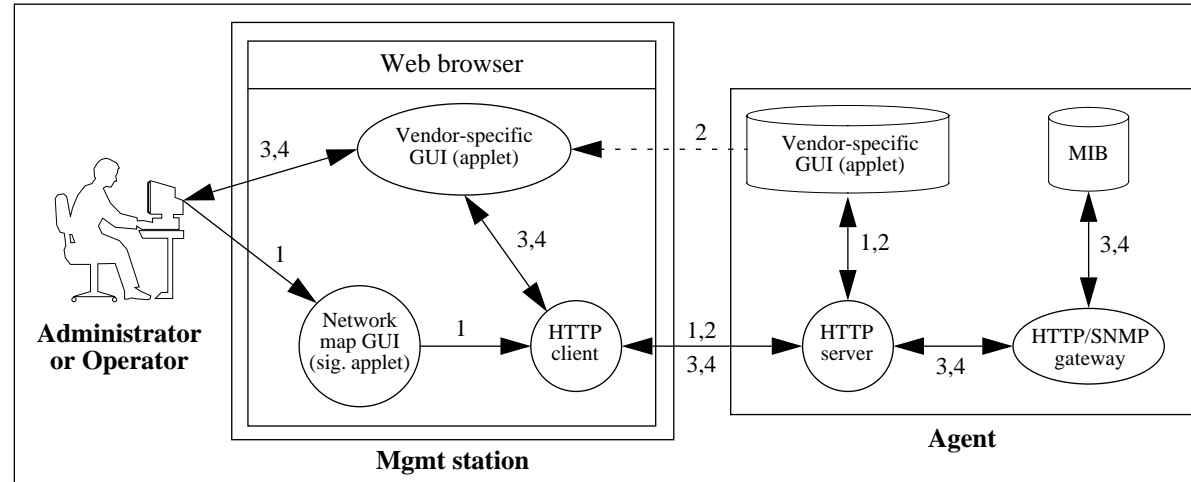 Web browser
Vendor-specific
GUI (applet)
2
Vendor-specific
GUI (applet)
MIB
3,4
3,4
1,2
3,4
1
Administrator
or Operator
Network
map GUI
(sig. applet)
1
HTTP
client
1,2
3,4
HTTP
server
3,4
HTTP/SNMP
gateway
Mgmt station
Agent